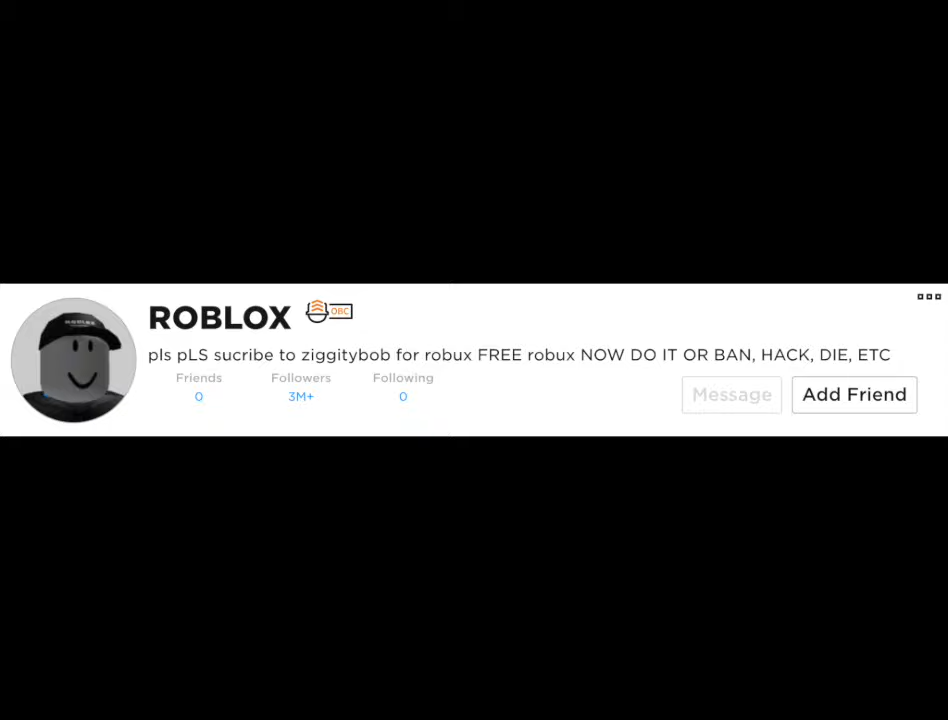 ROBLOX OBC
pls pLS sucribe to ziggitybob for robux FREE robux NOW DO IT OR BAN, HACK, DIE, ETC
Friends Followers Following
0 3M+ 0
Message Add Friend